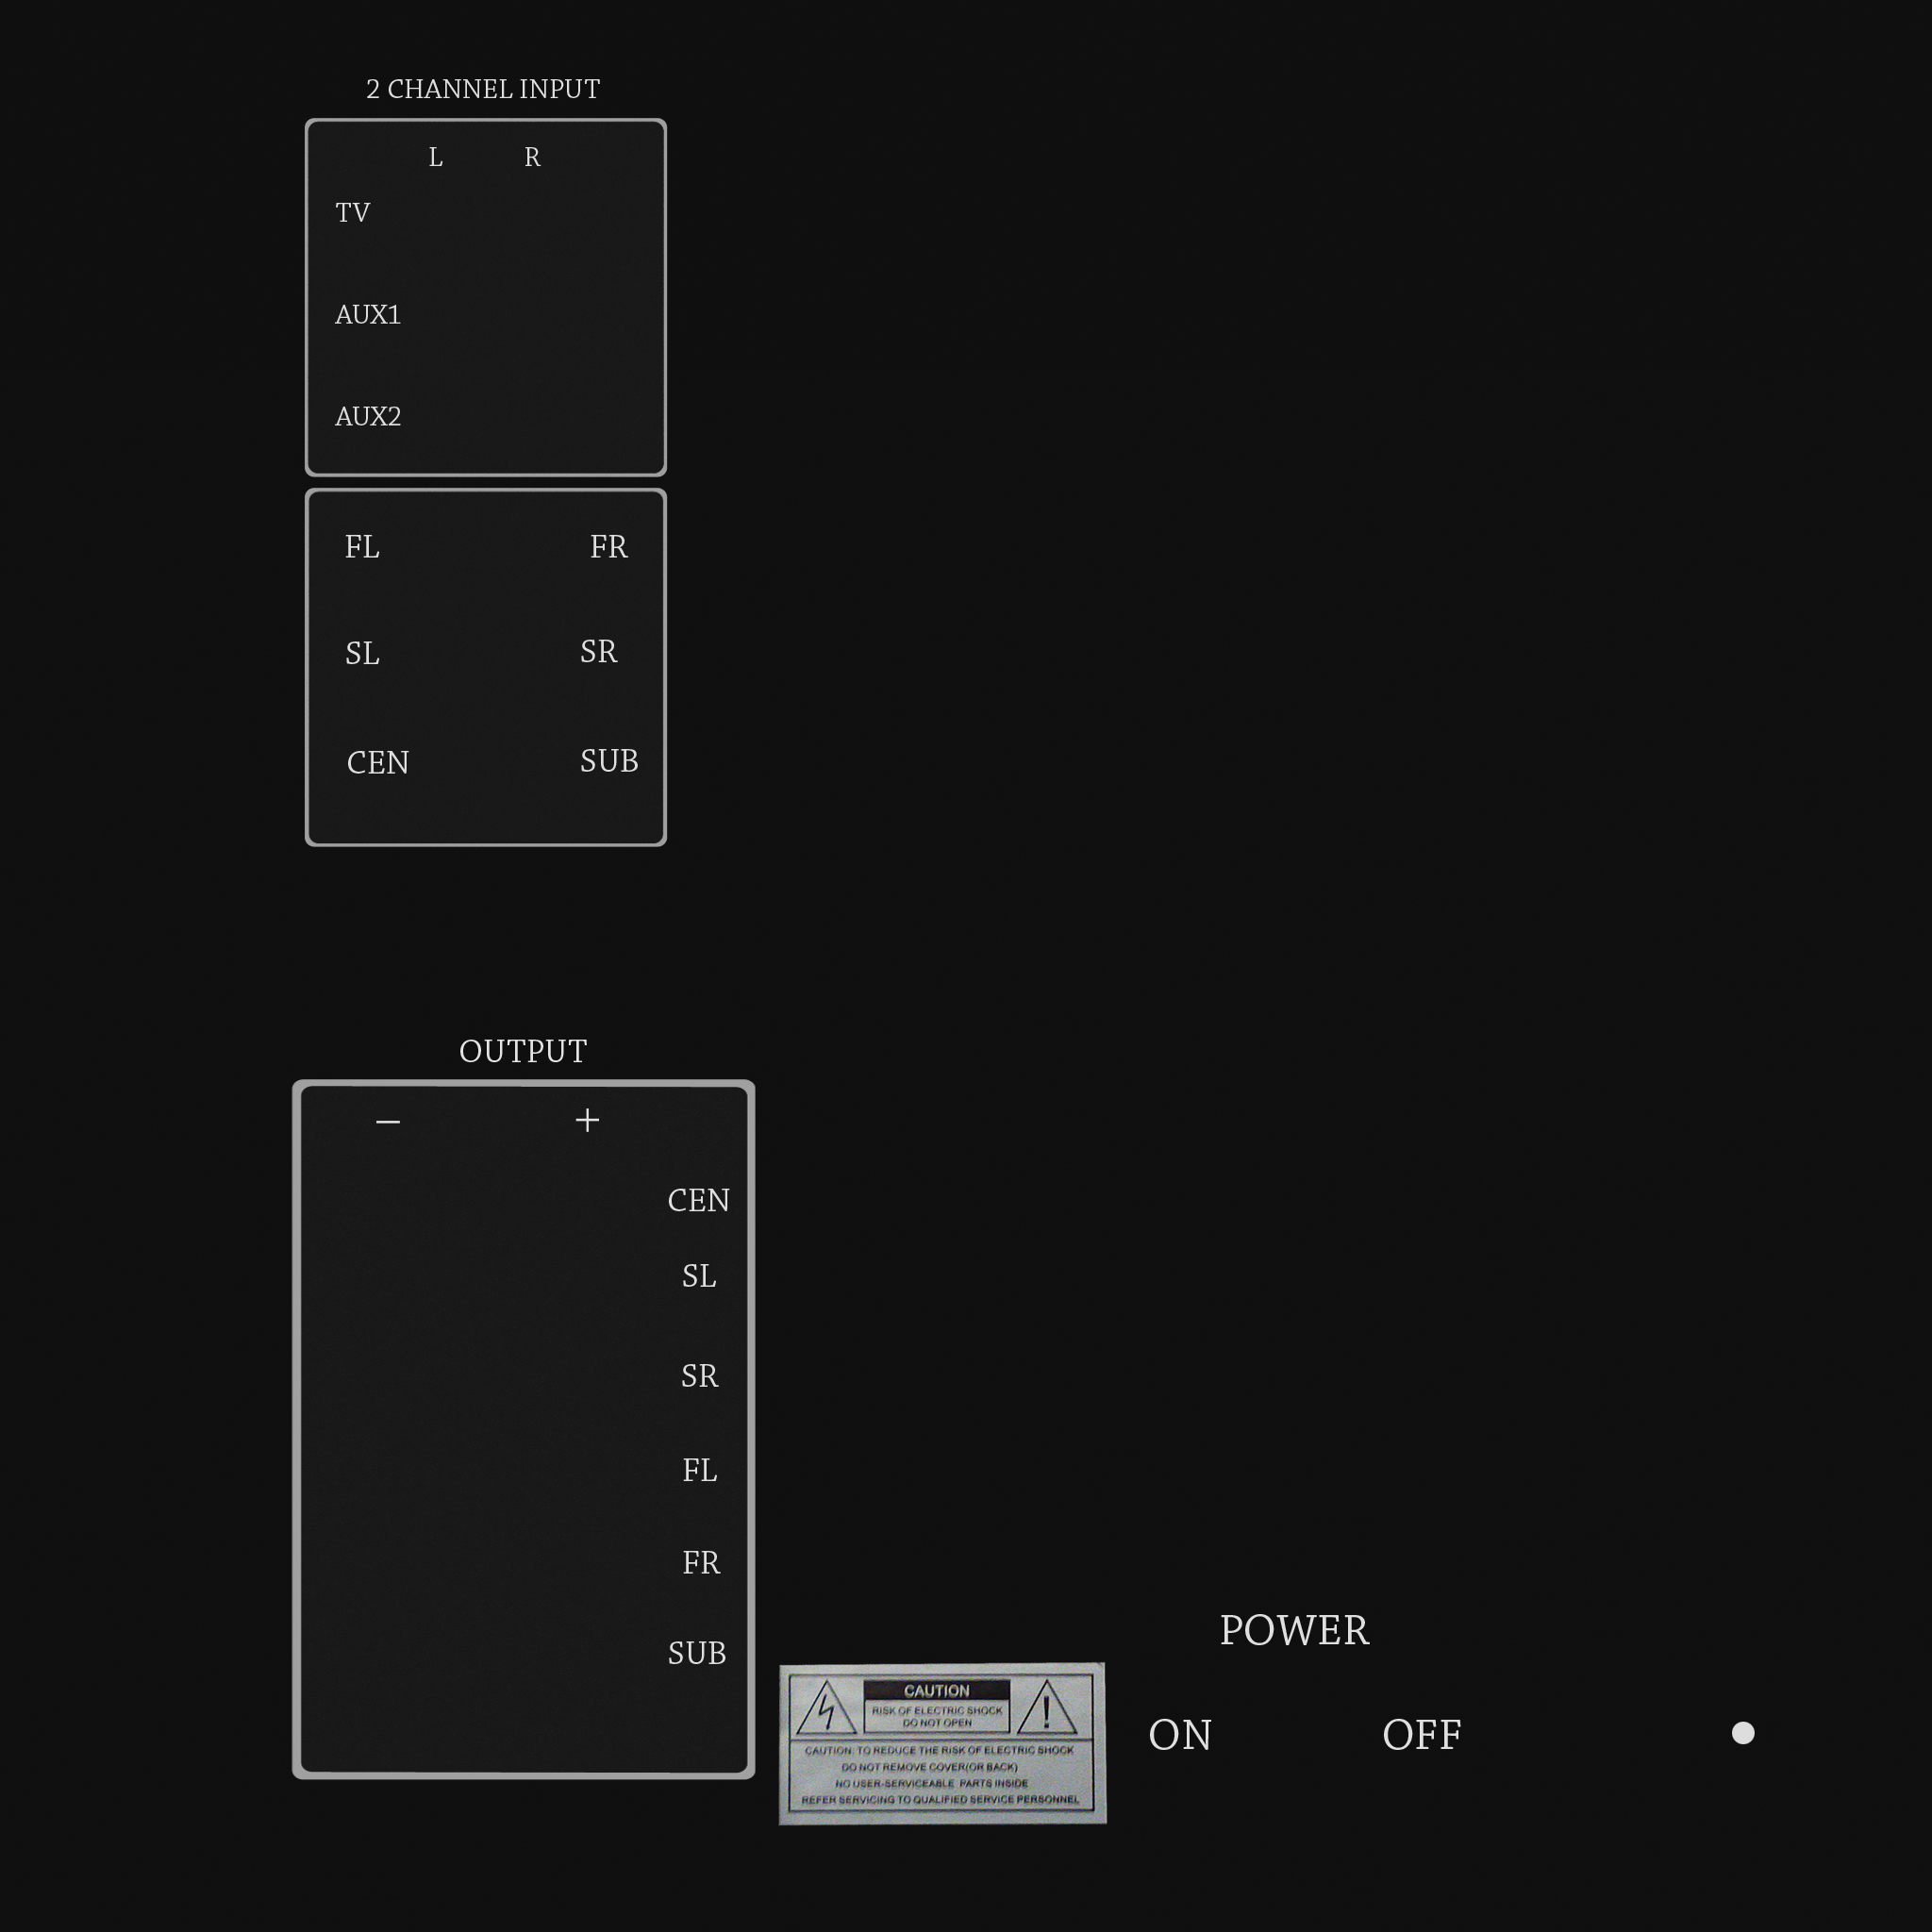 2 CHANNEL INPUT
L R
TV
AUX1
AUX2
FL FR
SL SR
CEN SUB
OUTPUT
– +
CEN
SL
SR
FL
FR
SUB
POWER
ON OFF
CAUTION
RISK OF ELECTRIC SHOCK
DO NOT OPEN
CAUTION: TO REDUCE THE RISK OF ELECTRIC SHOCK
DO NOT REMOVE COVER(OR BACK)
NO USER-SERVICEABLE PARTS INSIDE
REFER SERVICING TO QUALIFIED SERVICE PERSONNEL